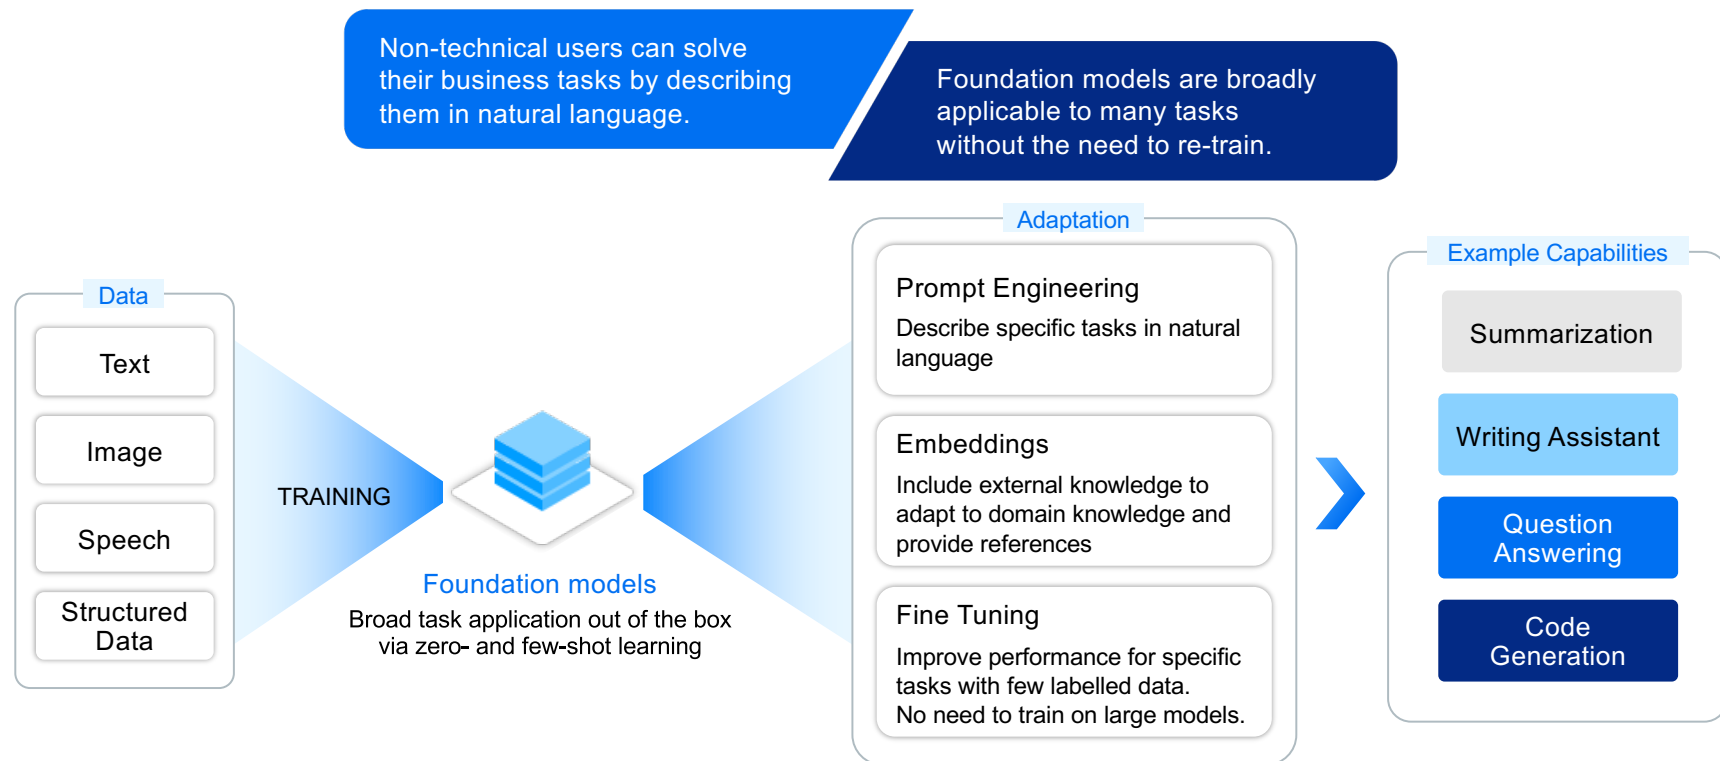 Non-technical users can solve
their business tasks by describing
them in natural language.
Foundation models are broadly
applicable to many tasks
without the need to re-train.
Data
Text
Image
Speech
Structured
Data
TRAINING
Foundation models
Broad task application out of the box
via zero- and few-shot learning
Adaptation
Prompt Engineering
Describe specific tasks in natural
language
Embeddings
Include external knowledge to
adapt to domain knowledge and
provide references
Fine Tuning
Improve performance for specific
tasks with few labelled data.
No need to train on large models.
Example Capabilities
Summarization
Writing Assistant
Question
Answering
Code
Generation